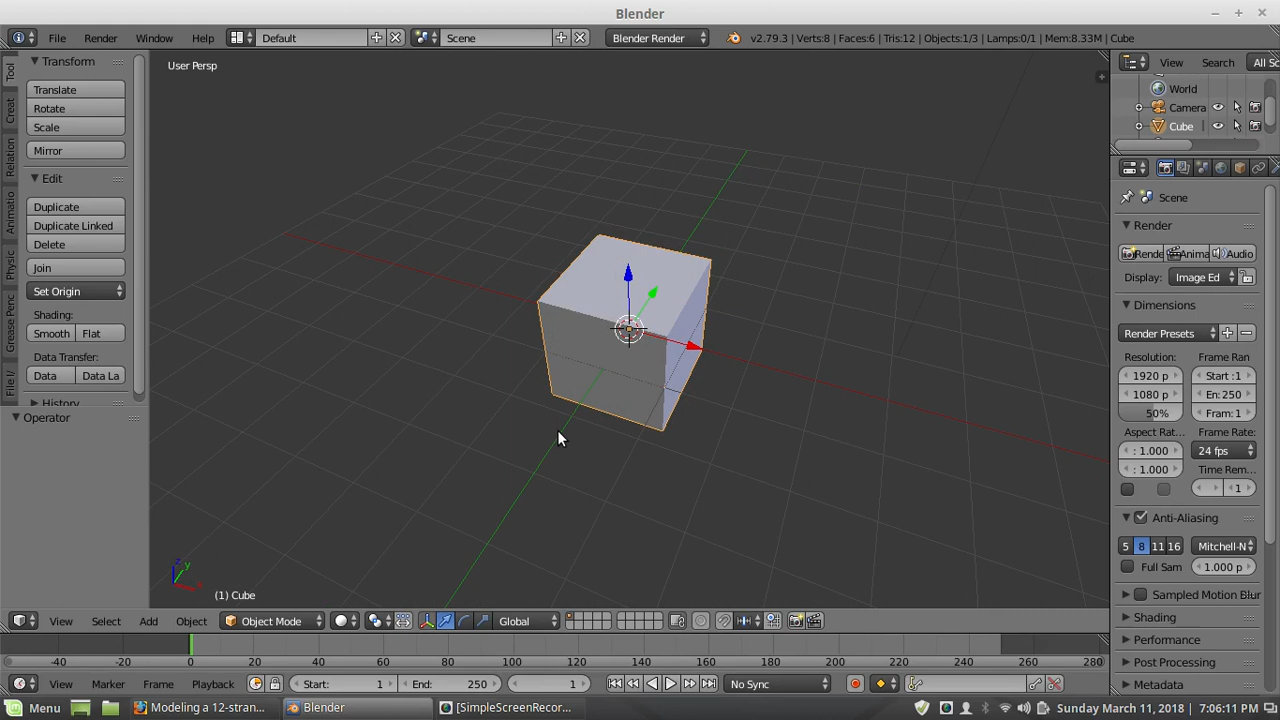 Blender
File Render Window Help Default Scene Blender Render v2.79.3 | Verts:8 | Faces:6 | Tris:12 | Objects:1/3 | Lamps:0/1 | Mem:8.33M | Cube
Tool
Creat
Relation
Animatio
Physic
Grease Penc
File I/
Transform
Translate
Rotate
Scale
Mirror
Edit
Duplicate
Duplicate Linked
Delete
Join
Set Origin
Shading:
Smooth Flat
Data Transfer:
Data Data La
History
Operator
User Persp
(1) Cube
View Search All Sc
World
Camera
Cube
Scene
Render
Rende Anima Audio
Display: Image Ed
Dimensions
Render Presets
Resolution: Frame Ran
1920 p Start :1
1080 p En: 250
50% Fram: 1
Aspect Rat... Frame Rate:
: 1.000 24 fps
: 1.000 Time Rem...
1
Anti-Aliasing
5 8 11 16 Mitchell-N
Full Sam 1.000 p
Sampled Motion Blur
Shading
Performance
Post Processing
Metadata
View Select Add Object Object Mode Global
-40 -20 0 20 40 60 80 100 120 140 160 180 200 220 240 260 280
View Marker Frame Playback Start: 1 End: 250 1 No Sync
Menu Modeling a 12-stran... Blender [SimpleScreenRecor... Sunday March 11, 2018 | 7:06:11 PM